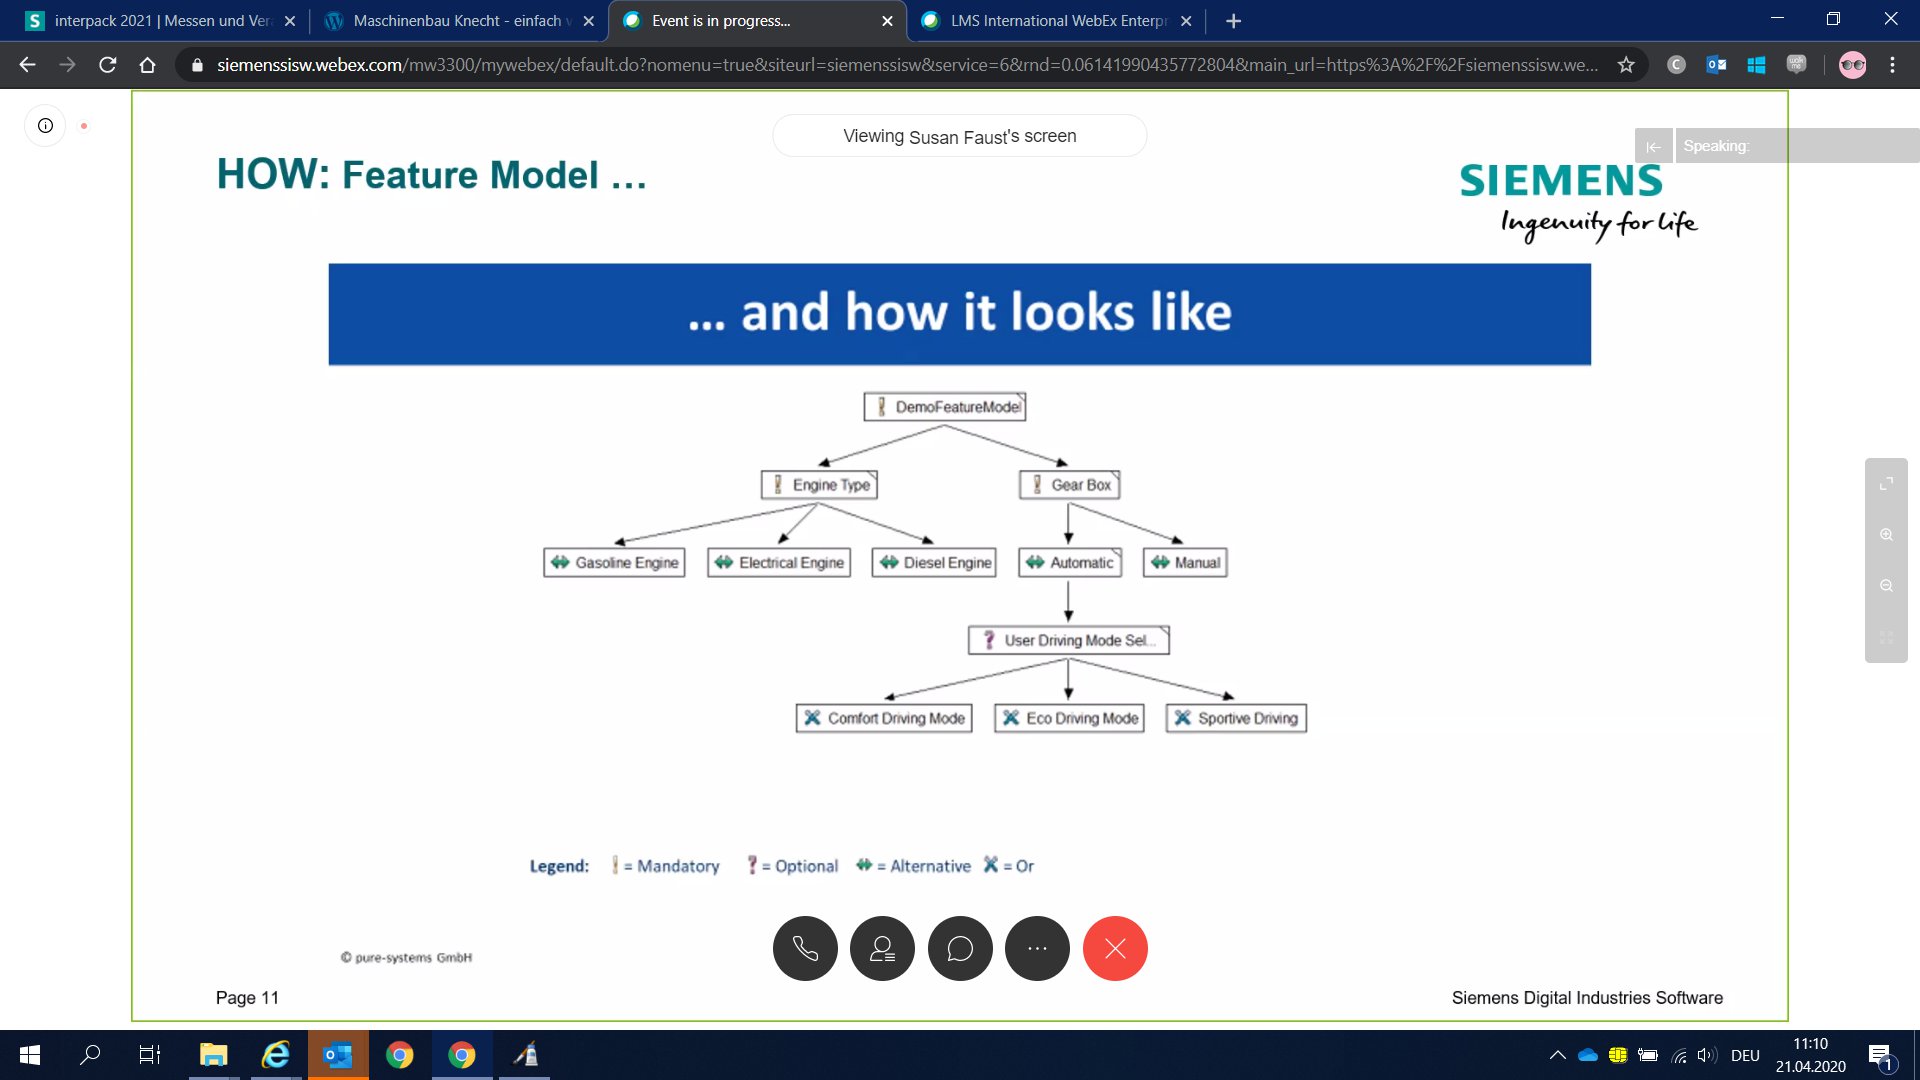 interpack 2021 | Messen und Vera
Maschinenbau Knecht - einfach v
Event is in progress...
LMS International WebEx Enterpr
siemenssisw.webex.com/mw3300/mywebex/default.do?nomenu=true&siteurl=siemenssisw&service=6&rnd=0.06141990435772804&main_url=https%3A%2F%2Fsiemenssisw.we...
Viewing Susan Faust's screen
Speaking:
HOW: Feature Model ...
SIEMENS
Ingenuity for life
... and how it looks like
DemoFeatureModel
Engine Type
Gear Box
Gasoline Engine
Electrical Engine
Diesel Engine
Automatic
Manual
User Driving Mode Sel...
Comfort Driving Mode
Eco Driving Mode
Sportive Driving
Legend: ! = Mandatory ? = Optional = Alternative = Or
© pure-systems GmbH
Page 11
Siemens Digital Industries Software
DEU
11:10
21.04.2020
1